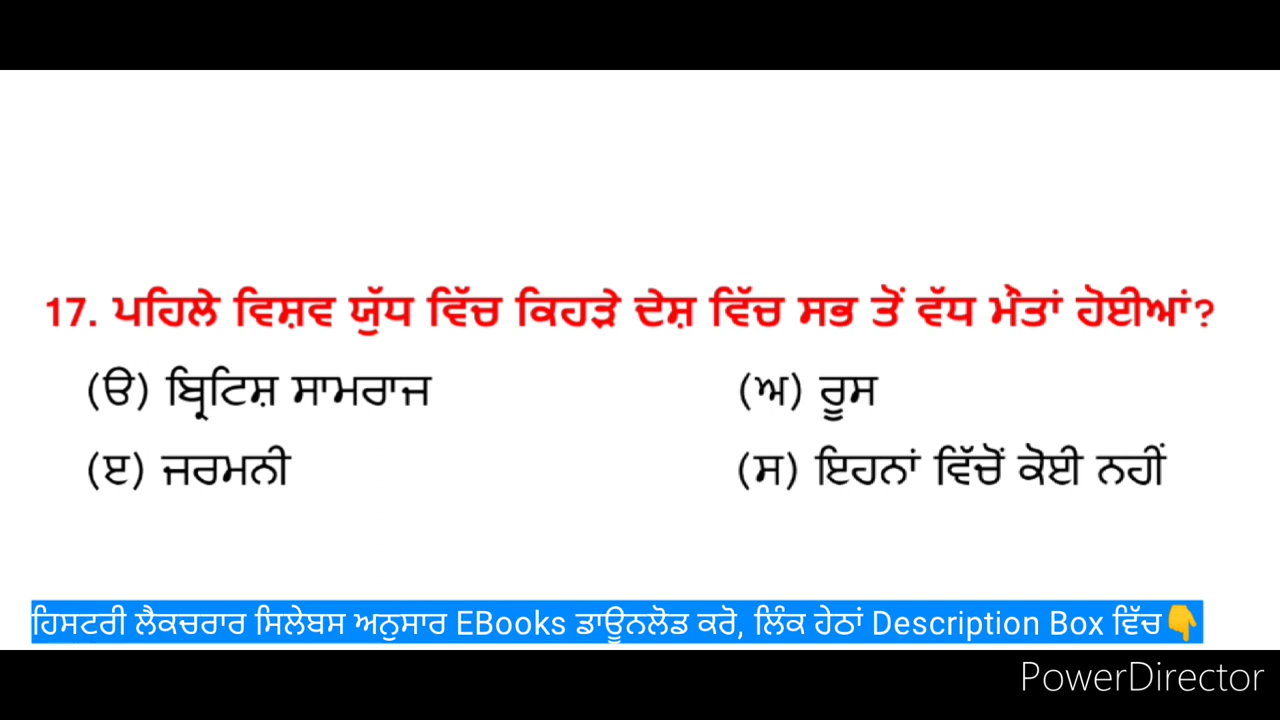 17. ਪਹਿਲੇ ਵਿਸ਼ਵ ਯੁੱਧ ਵਿੱਚ ਕਿਹੜੇ ਦੇਸ਼ ਵਿੱਚ ਸਭ ਤੋਂ ਵੱਧ ਮੌਤਾਂ ਹੋਈਆਂ?
(ੳ) ਬ੍ਰਿਟਿਸ਼ ਸਾਮਰਾਜ (ਅ) ਰੂਸ
(ੲ) ਜਰਮਨੀ (ਸ) ਇਹਨਾਂ ਵਿੱਚੋਂ ਕੋਈ ਨਹੀਂ
ਹਿਸਟਰੀ ਲੈਕਚਰਾਰ ਸਿਲੇਬਸ ਅਨੁਸਾਰ EBooks ਡਾਊਨਲੋਡ ਕਰੋ, ਲਿੰਕ ਹੇਠਾਂ Description Box ਵਿੱਚ👇
PowerDirector